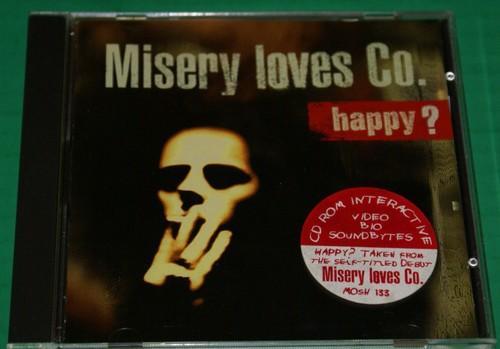 Misery loves Co.
happy?
CD ROM INTERACTIVE
VIDEO
BIO
SOUNDBYTES
HAPPY? TAKEN FROM
THE SELF-TITLED DEBUT
Misery loves Co.
MOSH 133